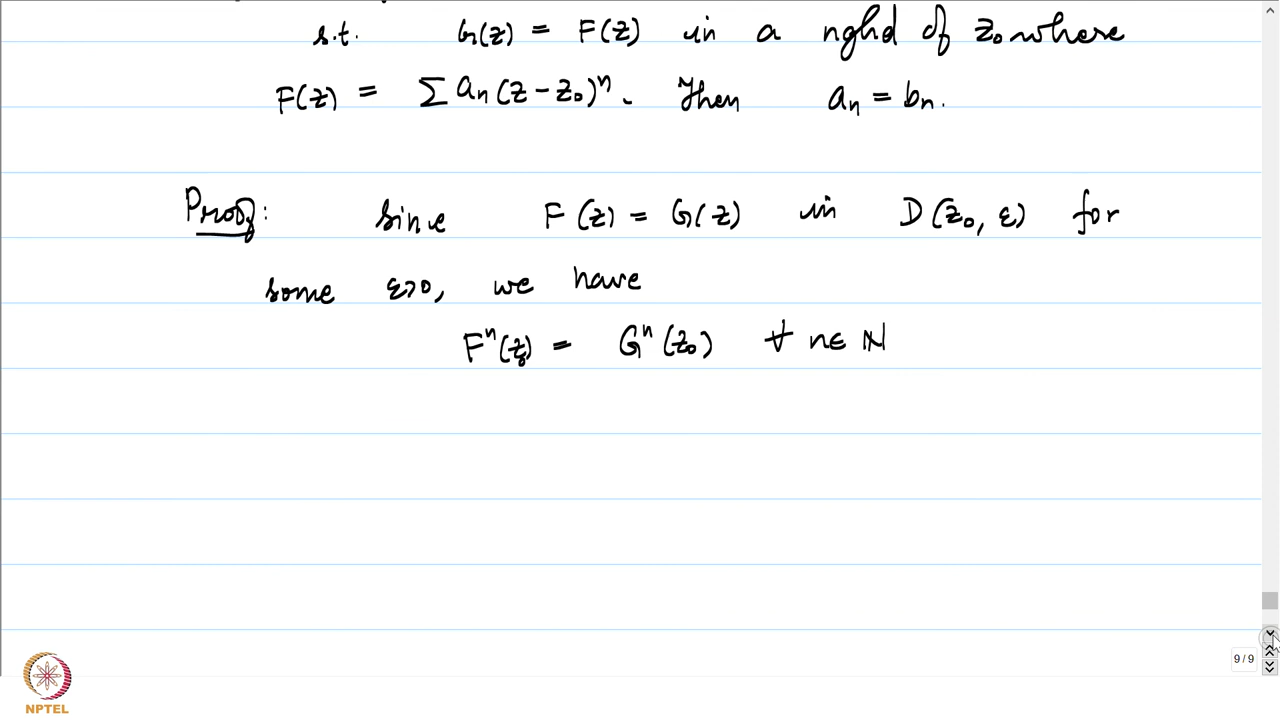 s.t. G(z) = F(z) in a nghd of z₀ where
F(z) = Σ aₙ (z - z₀)ⁿ. Then aₙ = bₙ.
Proof: Since F(z) = G(z) in D(z₀, ε) for
some ε>0, we have
Fⁿ(z₀) = Gⁿ(z₀) ∀ n∈ ℕ
9 / 9
NPTEL